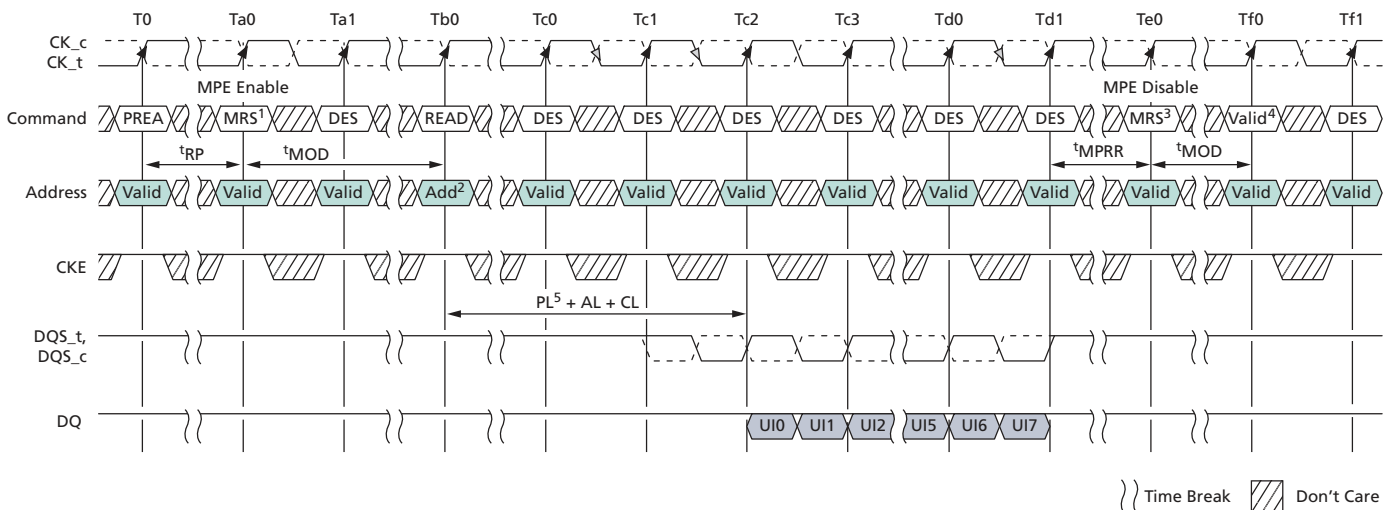 T0 Ta0 Ta1 Tb0 Tc0 Tc1 Tc2 Tc3 Td0 Td1 Te0 Tf0 Tf1
CK_c
CK_t
MPE Enable MPE Disable
Command PREA MRS¹ DES READ DES DES DES DES DES DES MRS³ Valid⁴ DES
tRP tMOD tMPRR tMOD
Address Valid Valid Valid Add² Valid Valid Valid Valid Valid Valid Valid Valid Valid
CKE
PL⁵ + AL + CL
DQS_t,
DQS_c
DQ UI0 UI1 UI2 UI5 UI6 UI7
Time Break Don't Care